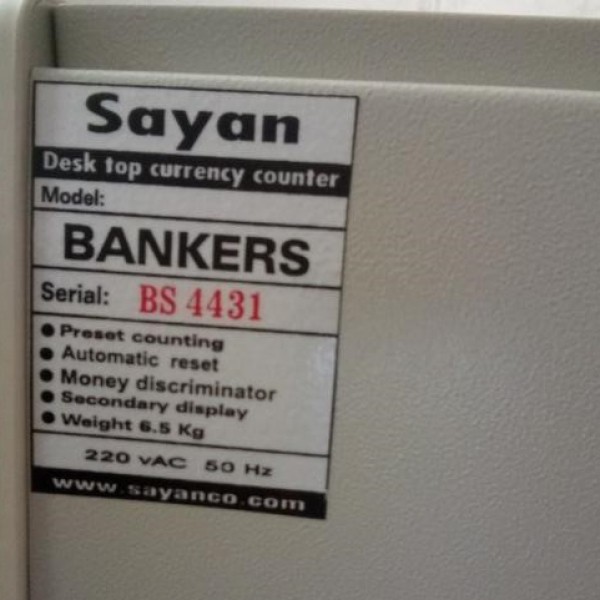 Sayan
Desk top currency counter
Model:
BANKERS
Serial: BS 4431
● Preset counting
● Automatic reset
● Money discriminator
● Secondary display
● Weight 6.5 Kg
220 vAC 50 Hz
www.sayanco.com